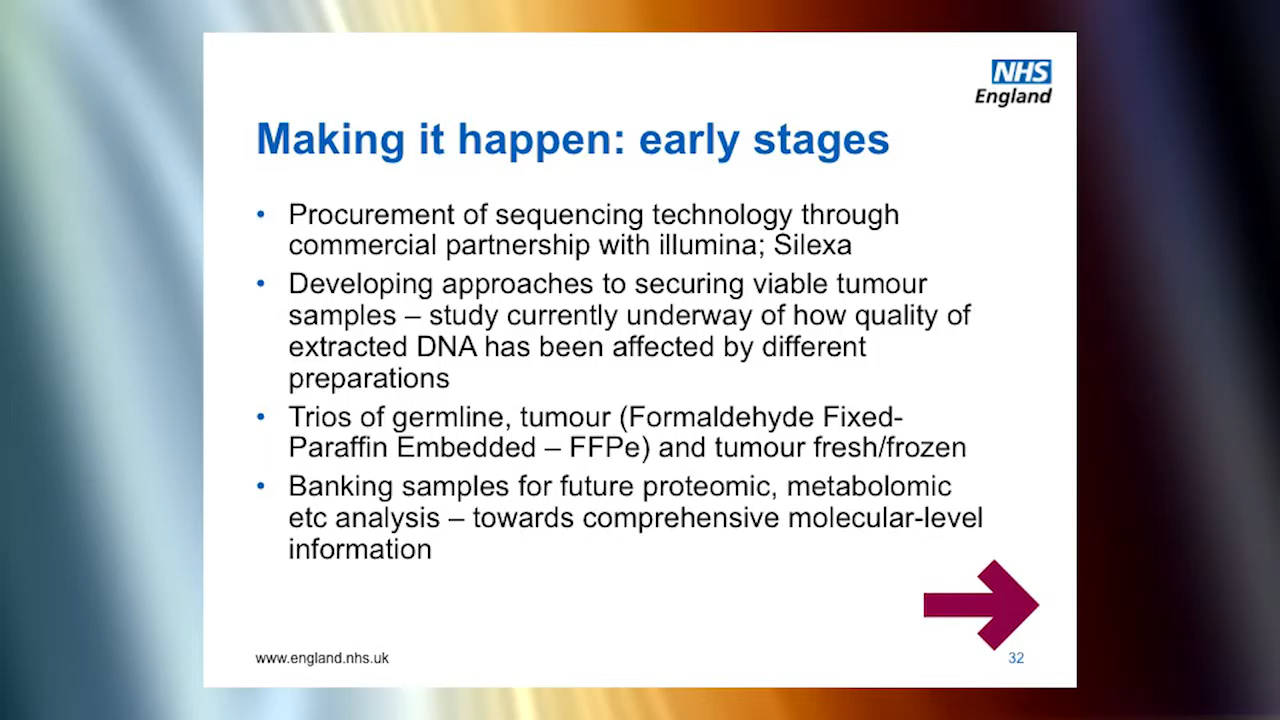 NHS
England
Making it happen: early stages
• Procurement of sequencing technology through
commercial partnership with illumina; Silexa
• Developing approaches to securing viable tumour
samples – study currently underway of how quality of
extracted DNA has been affected by different
preparations
• Trios of germline, tumour (Formaldehyde Fixed-
Paraffin Embedded – FFPe) and tumour fresh/frozen
• Banking samples for future proteomic, metabolomic
etc analysis – towards comprehensive molecular-level
information
www.england.nhs.uk
32